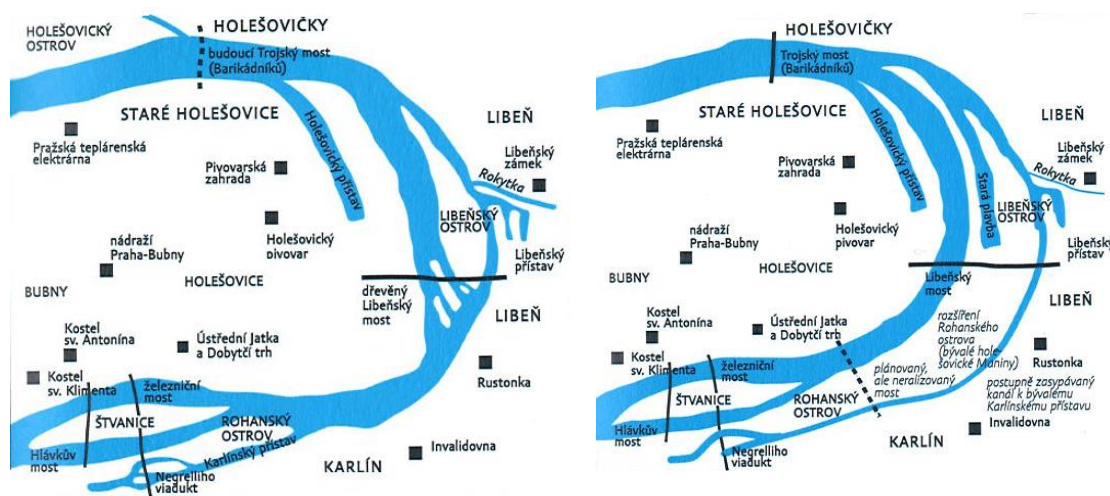 HOLEŠOVICKÝ
OSTROV
HOLEŠOVIČKY
budoucí Trojský most
(Barikádníků)
STARÉ HOLEŠOVICE
LIBEŇ
Pražská teplárenská
elektrárna
Pivovarská
zahrada
Holešovický přístav
Libeňský
zámek
Rokytka
LIBEŇSKÝ
OSTROV
nádraží
Praha-Bubny
Holešovický
pivovar
Libeňský
přístav
HOLEŠOVICE
BUBNY
dřevěný
Libeňský
most
LIBEŇ
Kostel
sv. Antonína
Ústřední Jatka
a Dobytčí trh
Kostel
sv. Klimenta
železniční
most
Rustonka
ŠTVANICE
ROHANSKÝ
OSTROV
Hlávkův
most
Karlínský přístav
Invalidovna
KARLÍN
Negrelliho
viadukt
HOLEŠOVIČKY
Trojský most
(Barikádníků)
STARÉ HOLEŠOVICE
LIBEŇ
Pražská teplárenská
elektrárna
Pivovarská
zahrada
Holešovický přístav
Stará plavba
Libeňský
zámek
Rokytka
LIBEŇSKÝ
OSTROV
nádraží
Praha-Bubny
Holešovický
pivovar
Libeňský
přístav
HOLEŠOVICE
BUBNY
Libeňský
most
LIBEŇ
Kostel
sv. Antonína
Ústřední Jatka
a Dobytčí trh
rozšíření
Rohanského
ostrova
(bývalé hole-
šovické Maniny)
Kostel
sv. Klimenta
železniční
most
plánovaný,
ale neralizovaný
most
Rustonka
postupně zasypávaný
kanál k bývalému
Karlínskému přístavu
ŠTVANICE
ROHANSKÝ
OSTROV
Hlávkův
most
Invalidovna
KARLÍN
Negrelliho
viadukt